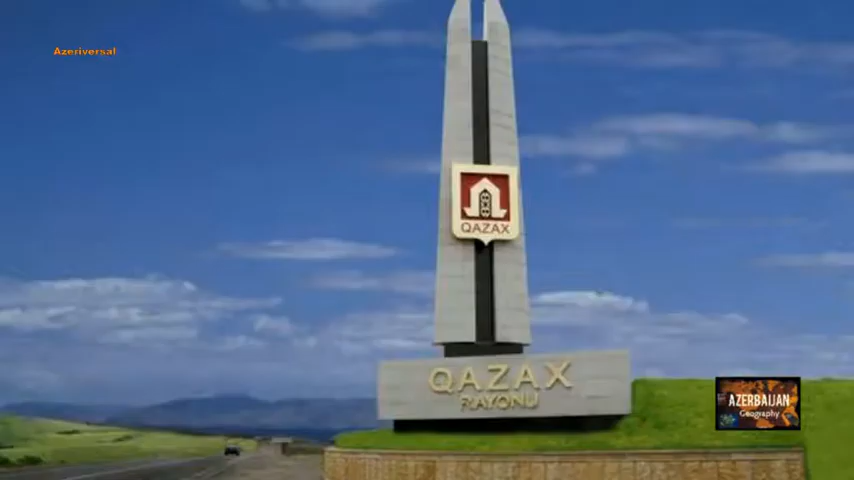 Azeriversal
QAZAX
QAZAX
RAYONU
AZERBAIJAN
Geography